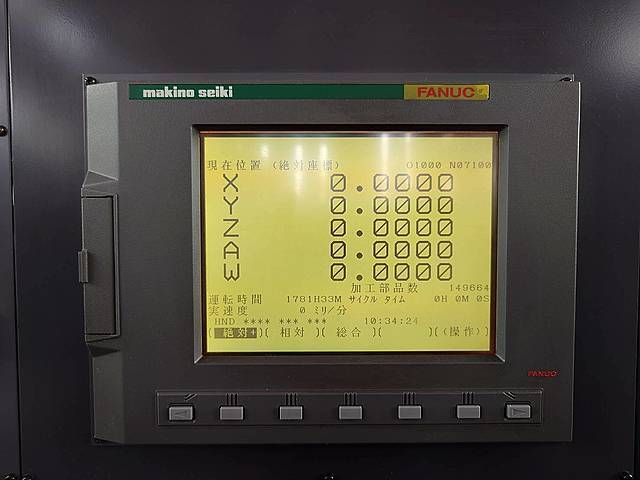 makino seiki FANUC
現在位置 (絶対座標) O1000 N07100
X 0.0000
Y 0.0000
Z 0.0000
A 0.0000
W 0.0000
加工部品数 149664
運転時間 1781H33M サイクル タイム 0H 0M 0S
実速度 0 ミリ/分
HND **** *** *** 10:34:24
[ 絶対+ ][ 相対 ][ 総合 ][ ][ (操作) ]
FANUC